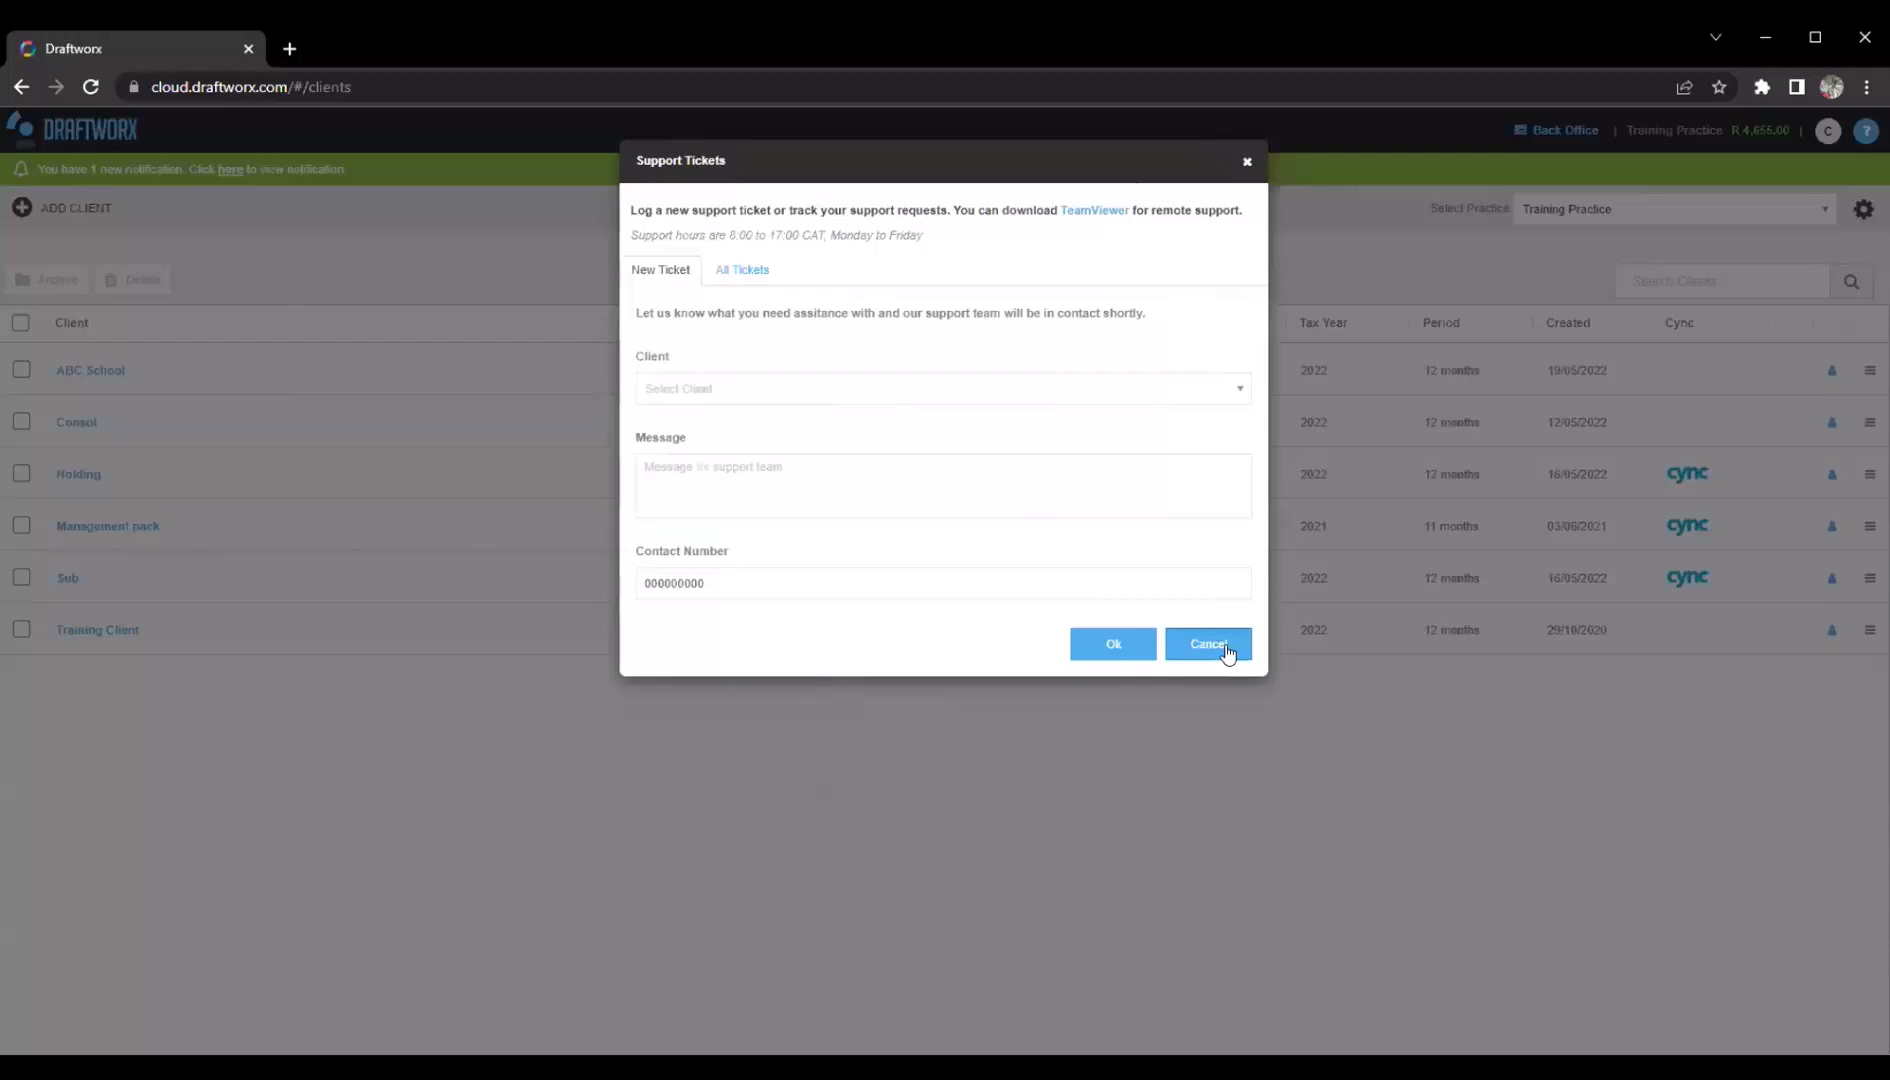 Draftworx
cloud.draftworx.com/#/clients
DRAFTWORX
Back Office | Training Practice R 4,655.00 | C ?
You have 1 new notification. Click here to view notification
ADD CLIENT
Select Practice Training Practice
Archive Delete
Search Clients
Client Tax Year Period Created Cync
ABC School 2022 12 months 19/05/2022
Consol 2022 12 months 12/05/2022
Holding 2022 12 months 16/05/2022 cync
Management pack 2021 11 months 03/06/2021 cync
Sub 2022 12 months 16/05/2022 cync
Training Client 2022 12 months 29/10/2020
Support Tickets
Log a new support ticket or track your support requests. You can download TeamViewer for remote support.
Support hours are 8:00 to 17:00 CAT, Monday to Friday
New Ticket All Tickets
Let us know what you need assitance with and our support team will be in contact shortly.
Client
Select Client
Message
Message support team
Contact Number
000000000
Ok Cancel